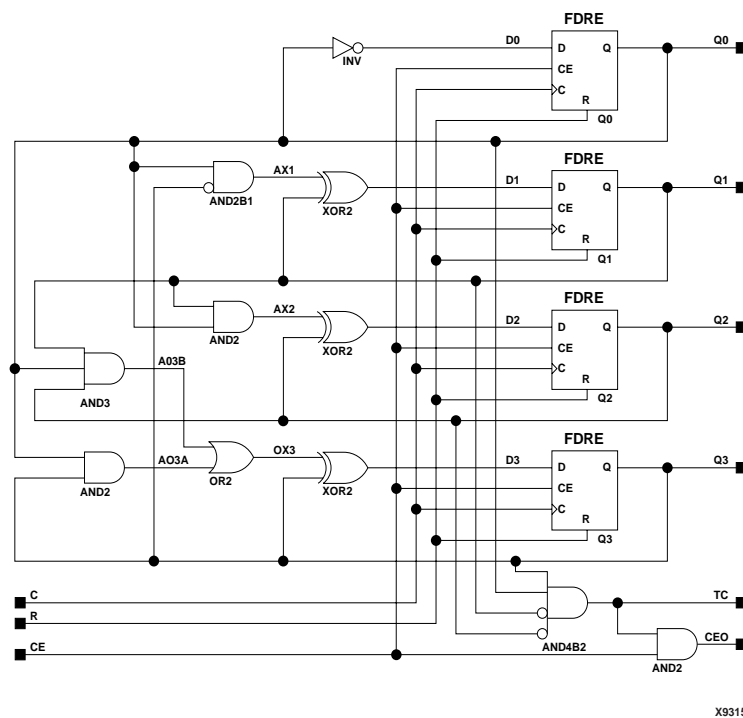 FDRE
D0
D
Q
Q0
INV
CE
C
R
Q0
FDRE
AX1
D1
D
Q
Q1
AND2B1
XOR2
CE
C
R
Q1
FDRE
AX2
D2
D
Q
Q2
AND2
XOR2
CE
C
R
Q2
A03B
AND3
FDRE
AO3A
OX3
D3
D
Q
Q3
AND2
OR2
XOR2
CE
C
R
Q3
C
TC
R
AND4B2
CEO
CE
AND2
X9315